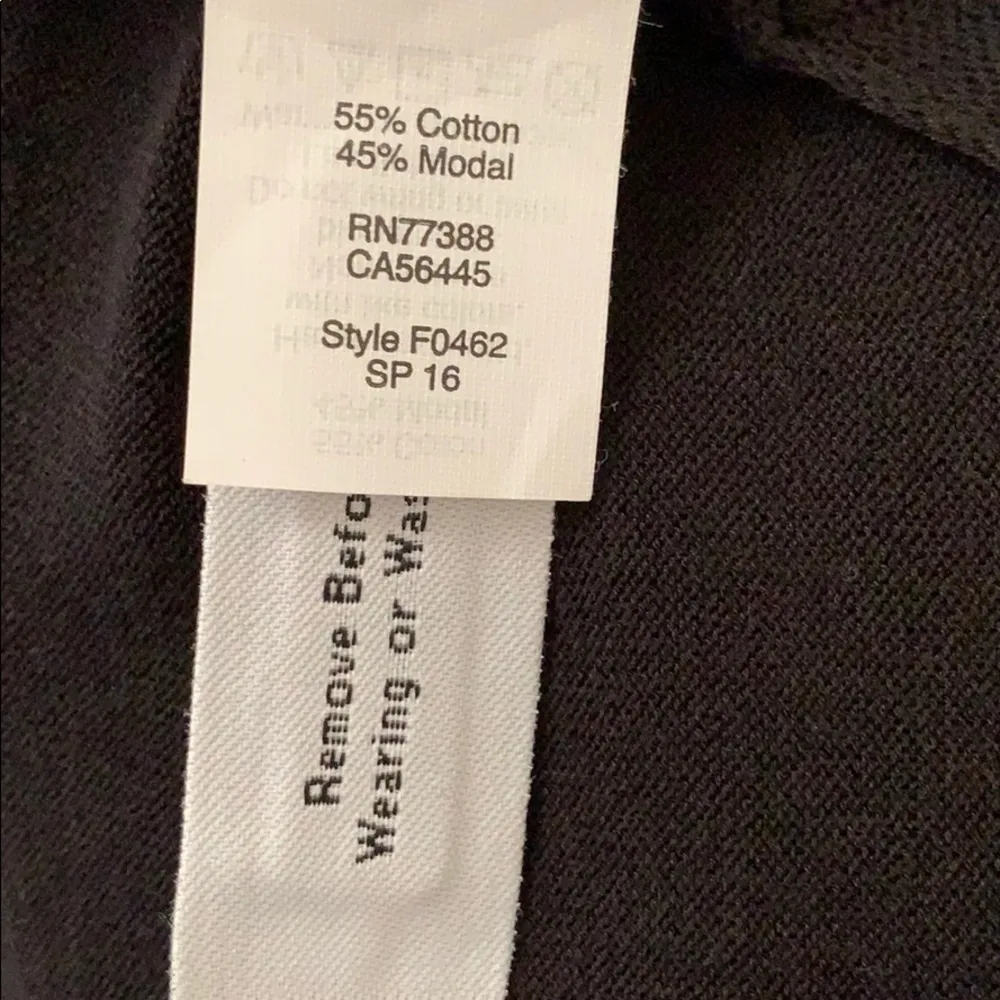 55% Cotton
45% Modal
RN77388
CA56445
Style F0462
SP 16
Remove Befo
Wearing or Was